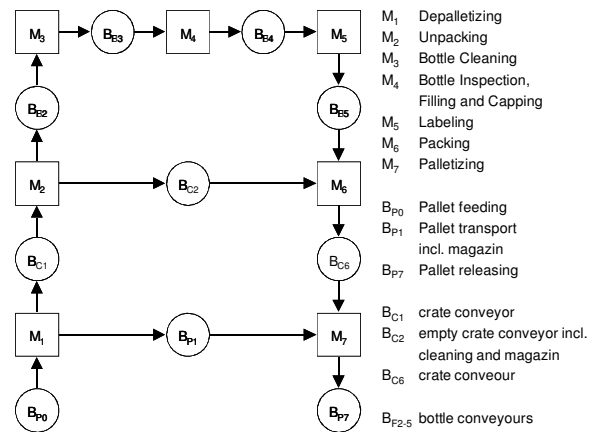 M3 BB3 M4 BB4 M5
BB2 BB5
M2 BC2 M6
BC1 BC6
M1 BP1 M7
BP0 BP7
M1 Depalletizing
M2 Unpacking
M3 Bottle Cleaning
M4 Bottle Inspection,
Filling and Capping
M5 Labeling
M6 Packing
M7 Palletizing
BP0 Pallet feeding
BP1 Pallet transport
incl. magazin
BP7 Pallet releasing
BC1 crate conveyor
BC2 empty crate conveyor incl.
cleaning and magazin
BC6 crate conveour
BF2-5 bottle conveyours